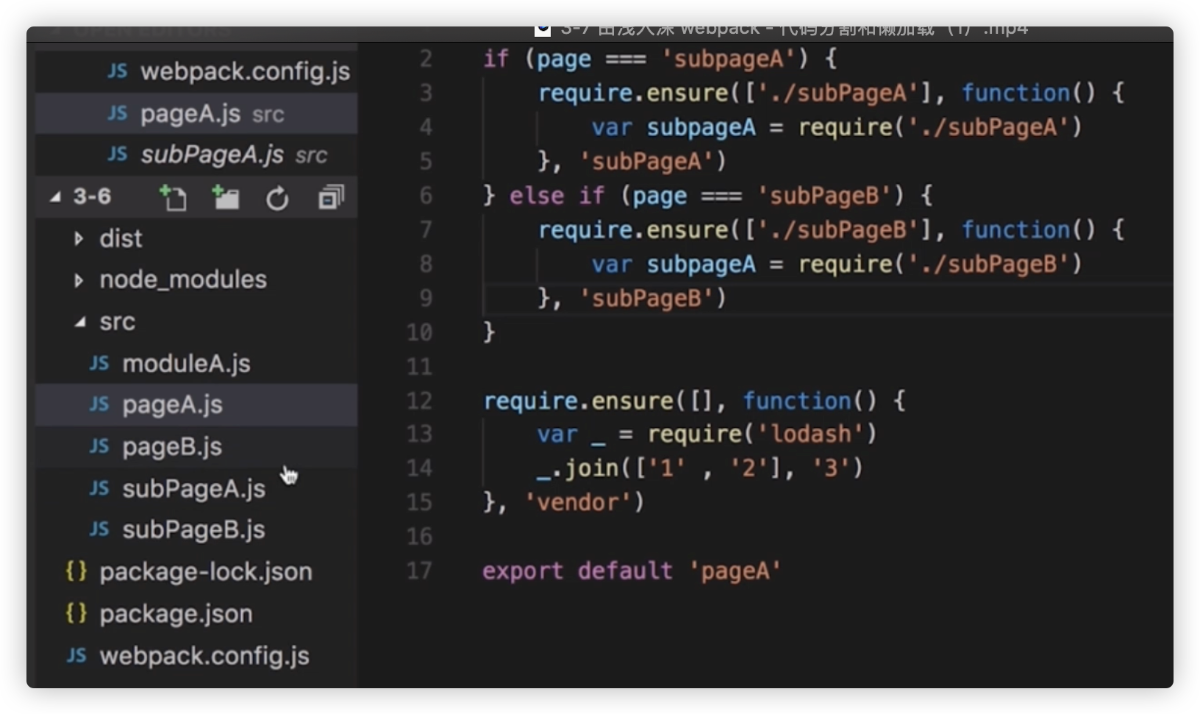 OPEN EDITORS
3-7 由浅入深 webpack - 代码分割和懒加载 (1) .mp4
JS webpack.config.js
JS pageA.js src
JS subPageA.js src
3-6
dist
node_modules
src
JS moduleA.js
JS pageA.js
JS pageB.js
JS subPageA.js
JS subPageB.js
{} package-lock.json
{} package.json
JS webpack.config.js
2 if (page === 'subpageA') {
3 require.ensure(['./subPageA'], function() {
4 var subpageA = require('./subPageA')
5 }, 'subPageA')
6 } else if (page === 'subPageB') {
7 require.ensure(['./subPageB'], function() {
8 var subpageA = require('./subPageB')
9 }, 'subPageB')
10 }
11
12 require.ensure([], function() {
13 var _ = require('lodash')
14 _.join(['1' , '2'], '3')
15 }, 'vendor')
16
17 export default 'pageA'